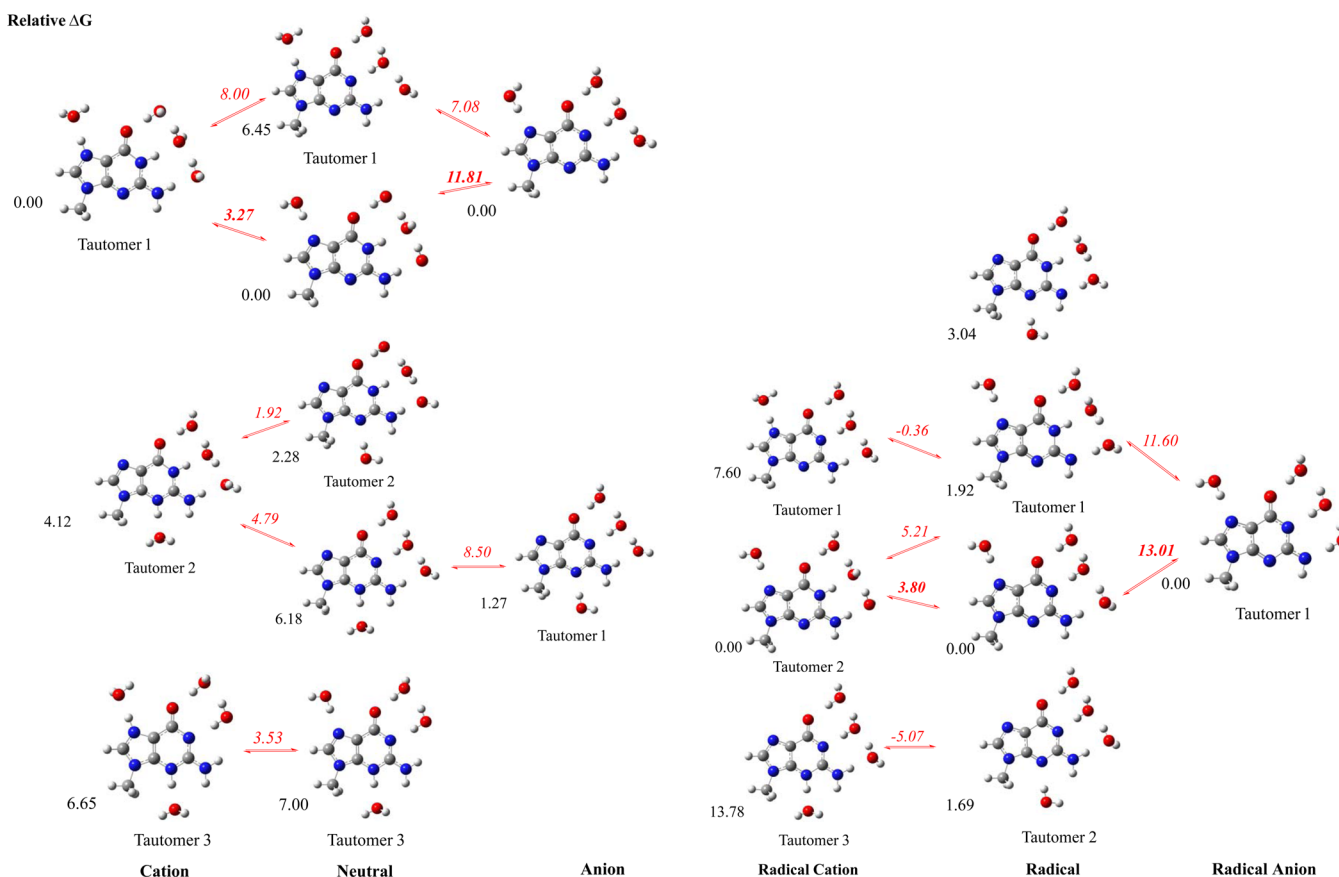 Relative ΔG
8.00
6.45
Tautomer 1
7.08
0.00
Tautomer 1
3.27
11.81
0.00
0.00
1.92
2.28
Tautomer 2
4.12
Tautomer 2
4.79
8.50
6.18
1.27
Tautomer 1
3.53
6.65
7.00
Tautomer 3
Tautomer 3
Cation
Neutral
Anion
3.04
-0.36
11.60
7.60
1.92
Tautomer 1
Tautomer 1
5.21
13.01
3.80
0.00
0.00
0.00
Tautomer 1
Tautomer 2
-5.07
13.78
1.69
Tautomer 3
Tautomer 2
Radical Cation
Radical
Radical Anion